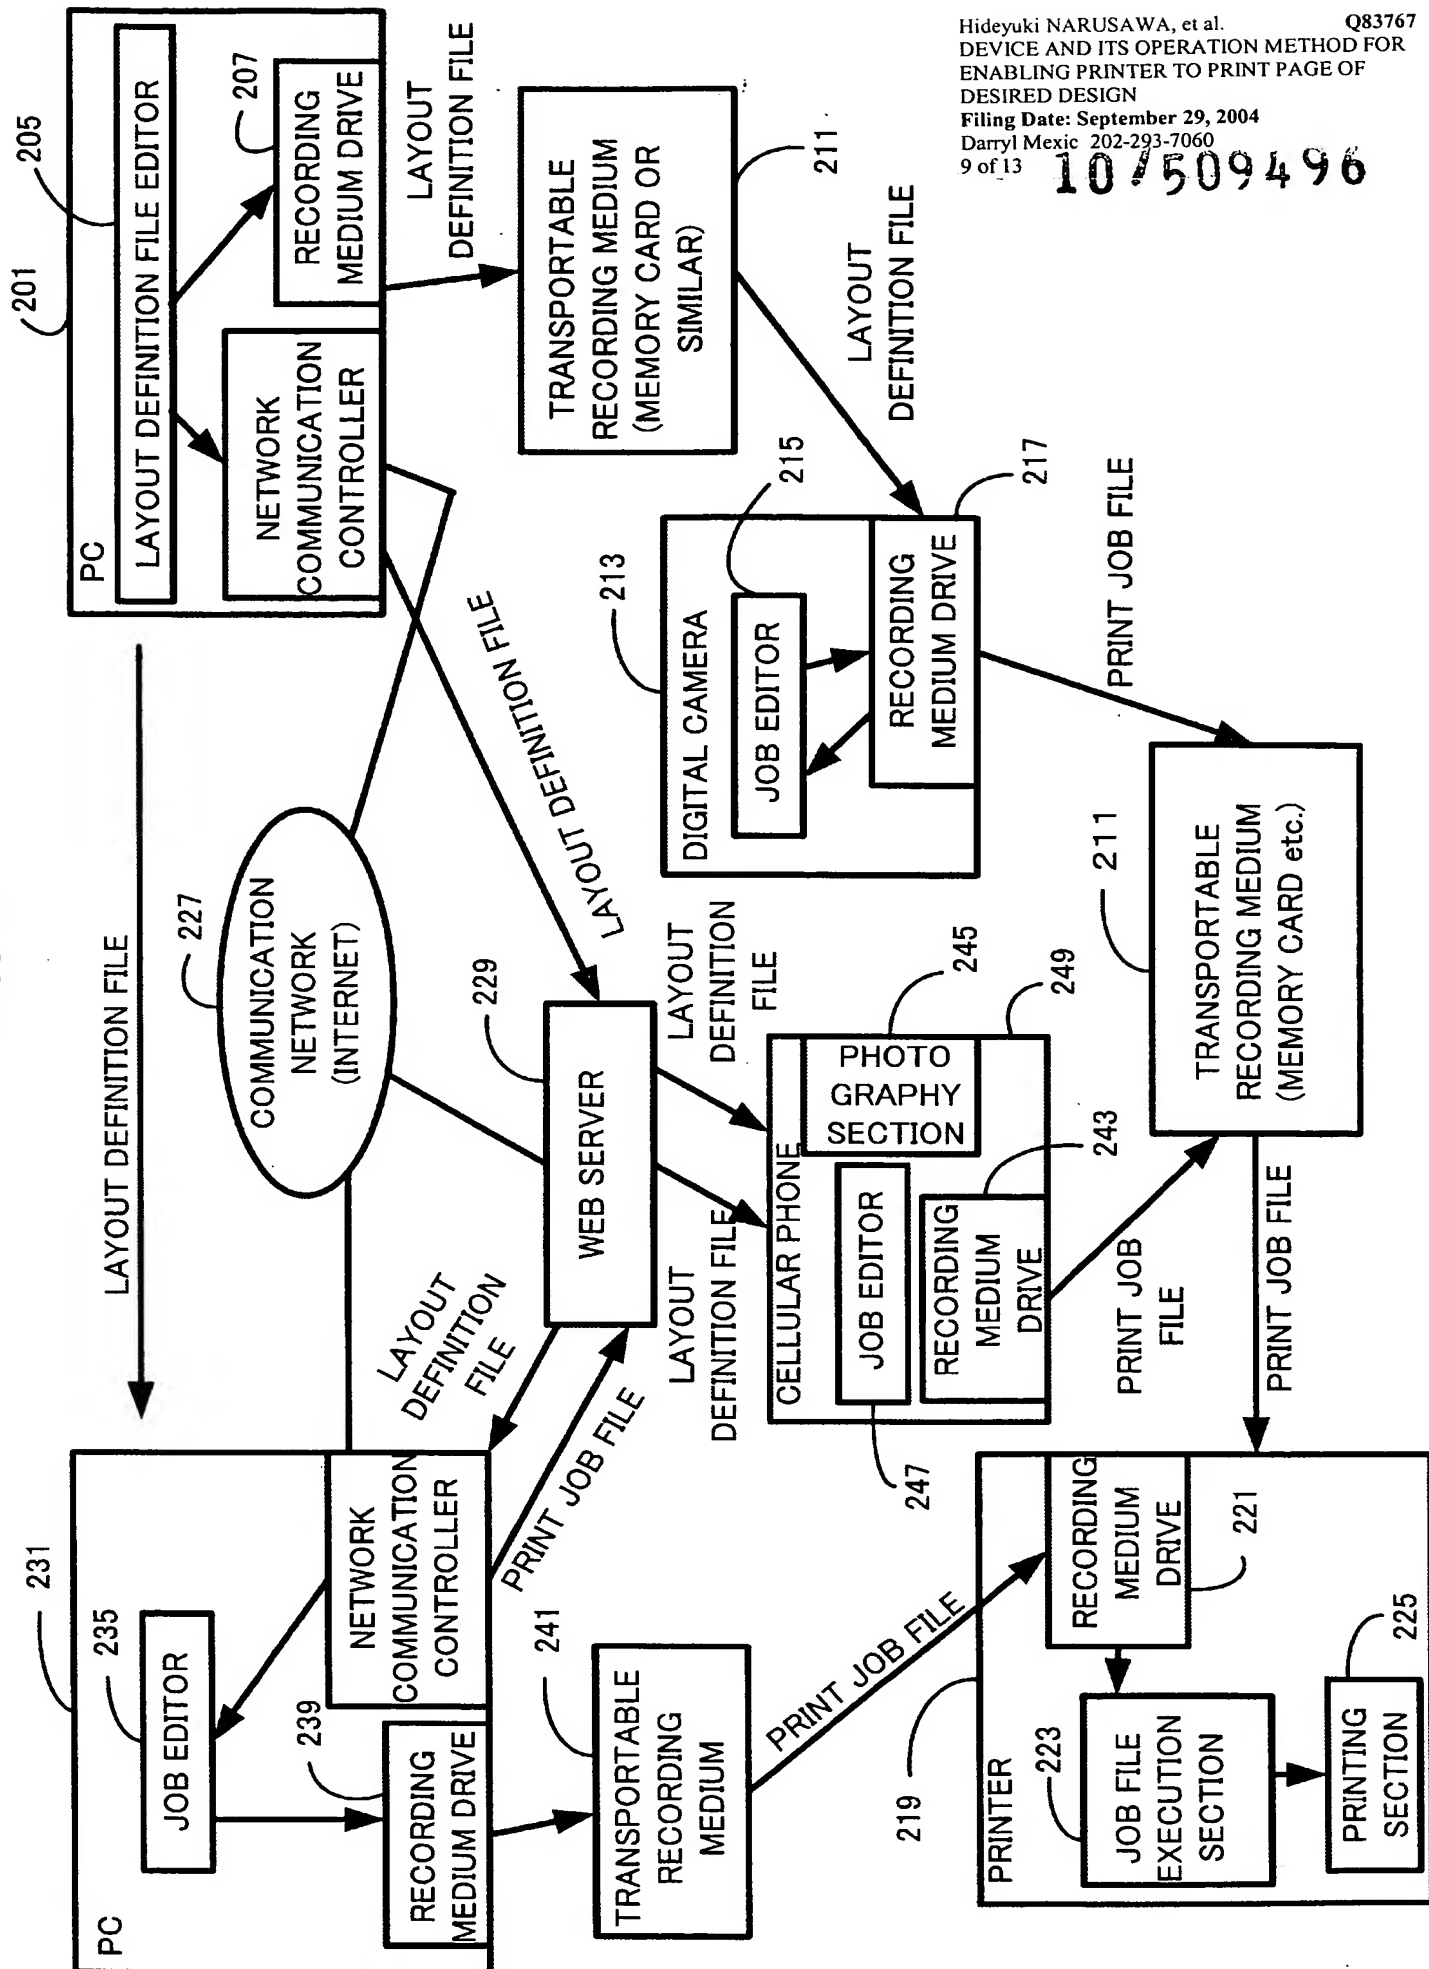 Hideyuki NARUSAWA, et al. Q83767
DEVICE AND ITS OPERATION METHOD FOR
ENABLING PRINTER TO PRINT PAGE OF
DESIRED DESIGN
Filing Date: September 29, 2004
Darryl Mexic 202-293-7060
9 of 13
10/509496
201
PC
205
LAYOUT DEFINITION FILE EDITOR
207
RECORDING
MEDIUM DRIVE
NETWORK
COMMUNICATION
CONTROLLER
LAYOUT
DEFINITION FILE
TRANSPORTABLE
RECORDING MEDIUM
(MEMORY CARD OR
SIMILAR)
211
LAYOUT
DEFINITION FILE
LAYOUT DEFINITION FILE
227
COMMUNICATION
NETWORK
(INTERNET)
LAYOUT DEFINITION FILE
229
WEB SERVER
213
DIGITAL CAMERA
215
JOB EDITOR
217
RECORDING
MEDIUM DRIVE
PRINT JOB FILE
211
TRANSPORTABLE
RECORDING MEDIUM
(MEMORY CARD etc.)
LAYOUT
DEFINITION
FILE
245
249
CELLULAR PHONE
PHOTO
GRAPHY
SECTION
243
JOB EDITOR
RECORDING
MEDIUM
DRIVE
247
LAYOUT
DEFINITION FILE
PRINT JOB
FILE
PRINT JOB FILE
231
PC
235
JOB EDITOR
NETWORK
COMMUNICATION
CONTROLLER
239
RECORDING
MEDIUM DRIVE
LAYOUT
DEFINITION
FILE
PRINT JOB FILE
241
TRANSPORTABLE
RECORDING
MEDIUM
PRINT JOB FILE
219
PRINTER
RECORDING
MEDIUM
DRIVE
221
223
JOB FILE
EXECUTION
SECTION
225
PRINTING
SECTION